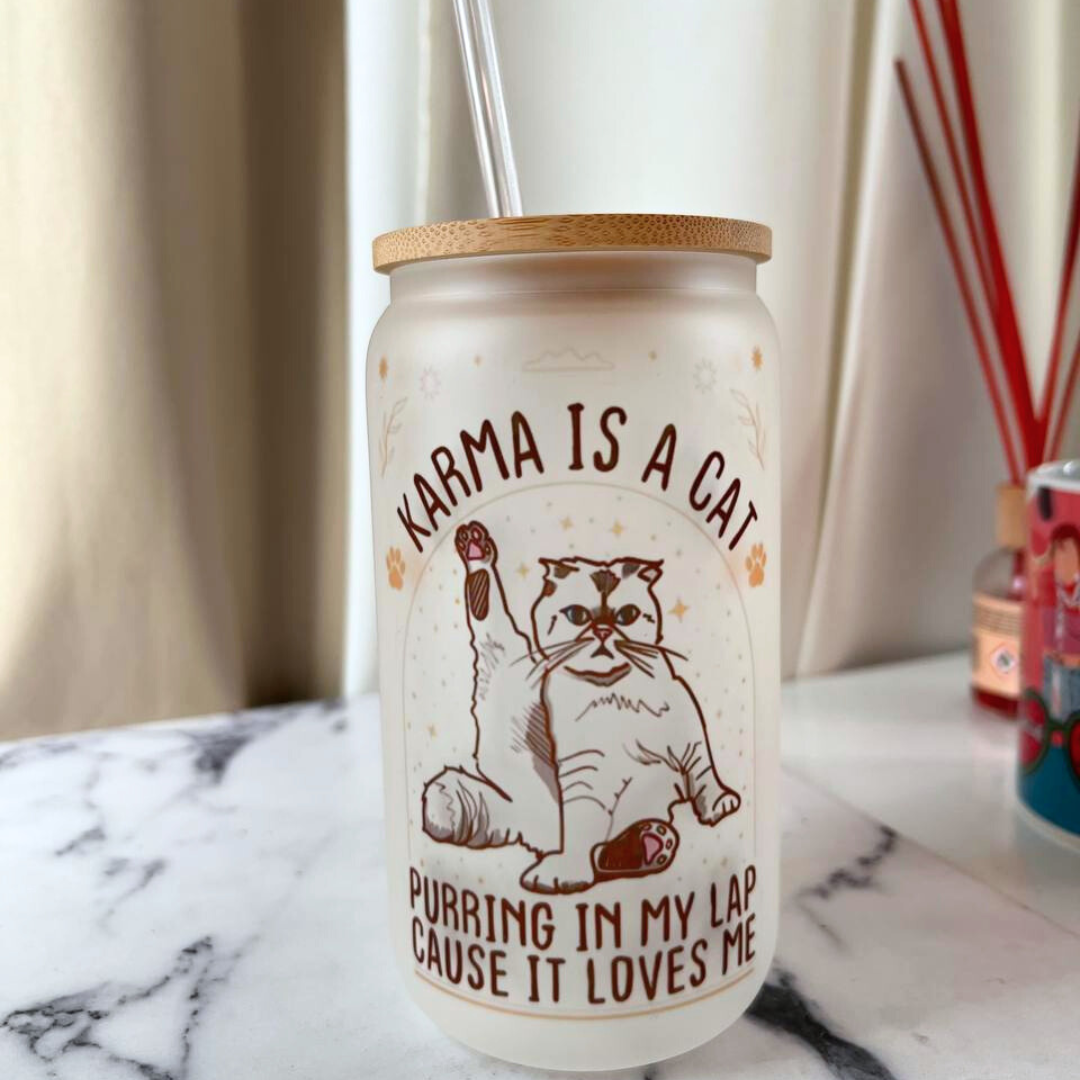 KARMA IS A CAT
PURRING IN MY LAP
CAUSE IT LOVES ME